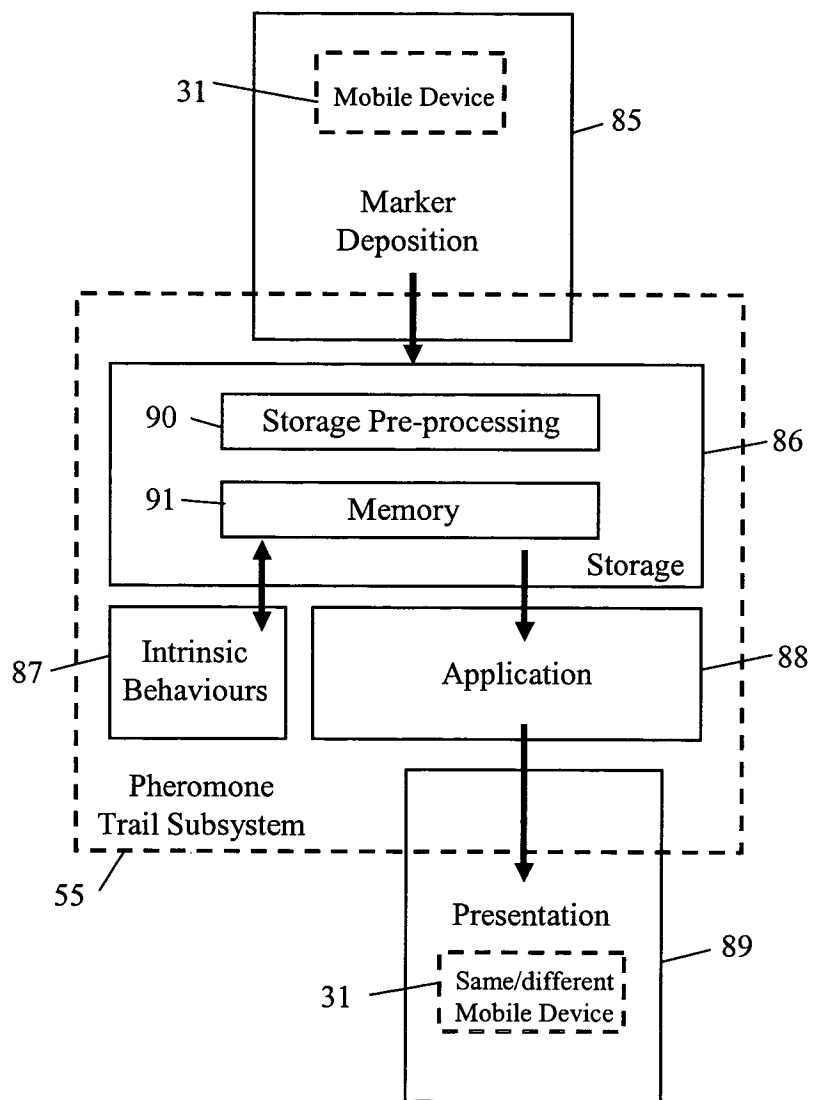 31
Mobile Device
85
Marker
Deposition
90
Storage Pre-processing
86
91
Memory
Storage
87
Intrinsic
Behaviours
Application
88
Pheromone
Trail Subsystem
55
Presentation
89
31
Same/different
Mobile Device